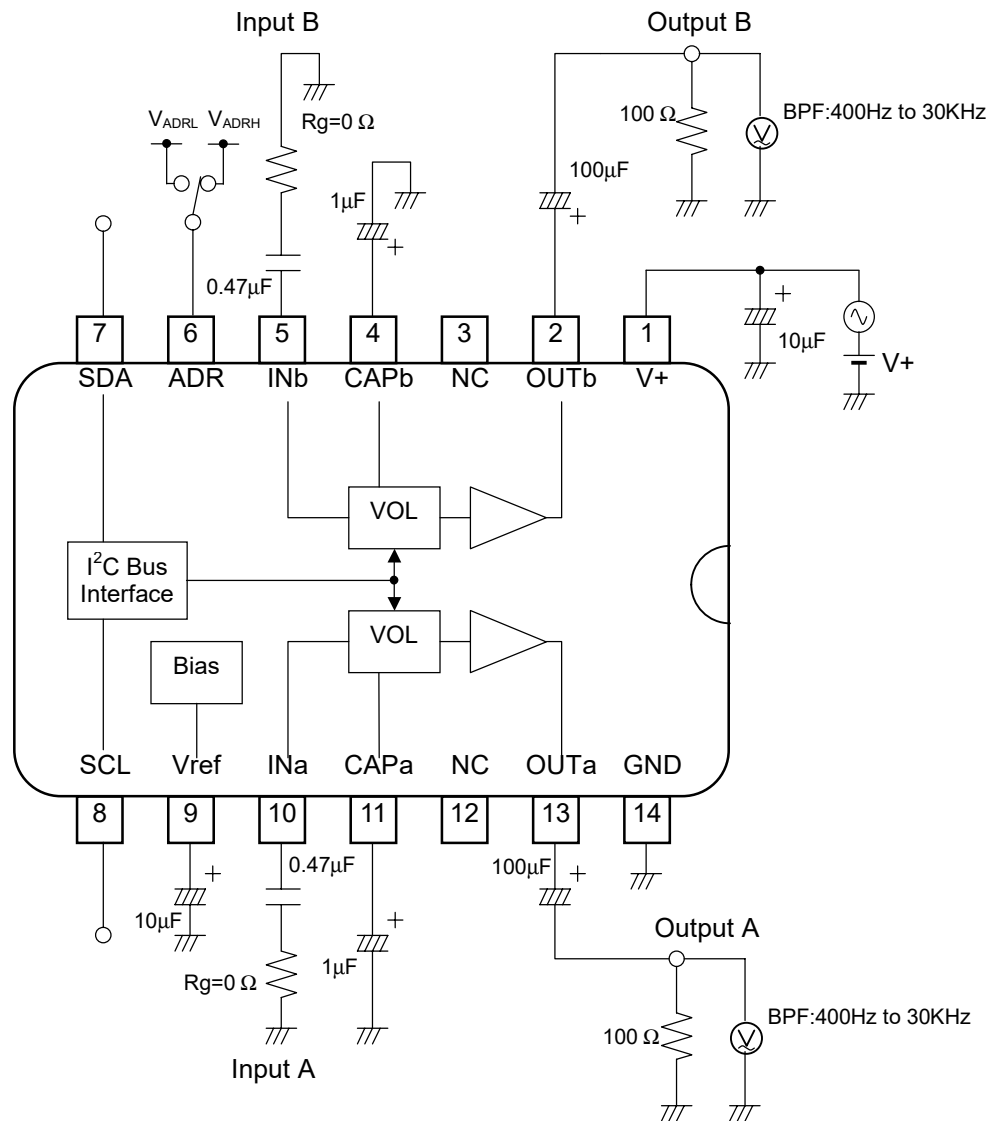 Input B
Output B
V_ADRL V_ADRH
Rg=0 Ω
100 Ω
BPF:400Hz to 30KHz
V
1μF
+
100μF
+
0.47μF
+
10μF
V+
7 6 5 4 3 2 1
SDA ADR INb CAPb NC OUTb V+
VOL
I²C Bus
Interface
VOL
Bias
SCL Vref INa CAPa NC OUTa GND
8 9 10 11 12 13 14
0.47μF
100μF
+
+
10μF
+
Output A
Rg=0 Ω
1μF
BPF:400Hz to 30KHz
100 Ω
V
Input A